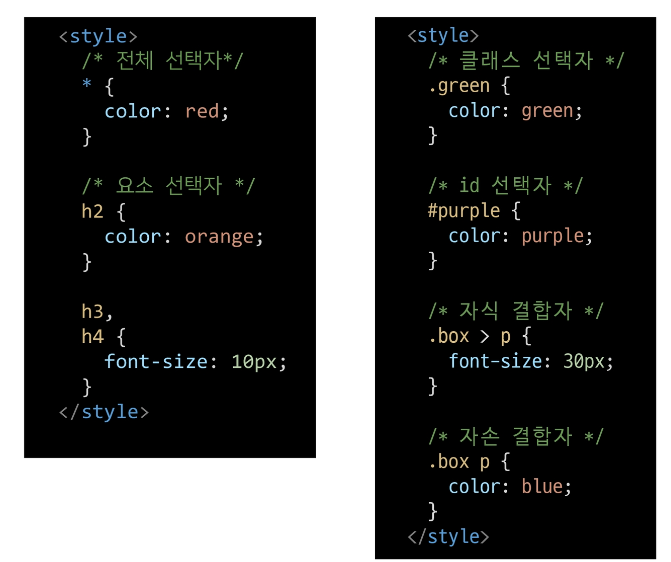 <style>
/* 전체 선택자*/
* {
color: red;
}
/* 요소 선택자 */
h2 {
color: orange;
}
h3,
h4 {
font-size: 10px;
}
</style>
<style>
/* 클래스 선택자 */
.green {
color: green;
}
/* id 선택자 */
#purple {
color: purple;
}
/* 자식 결합자 */
.box > p {
font-size: 30px;
}
/* 자손 결합자 */
.box p {
color: blue;
}
</style>